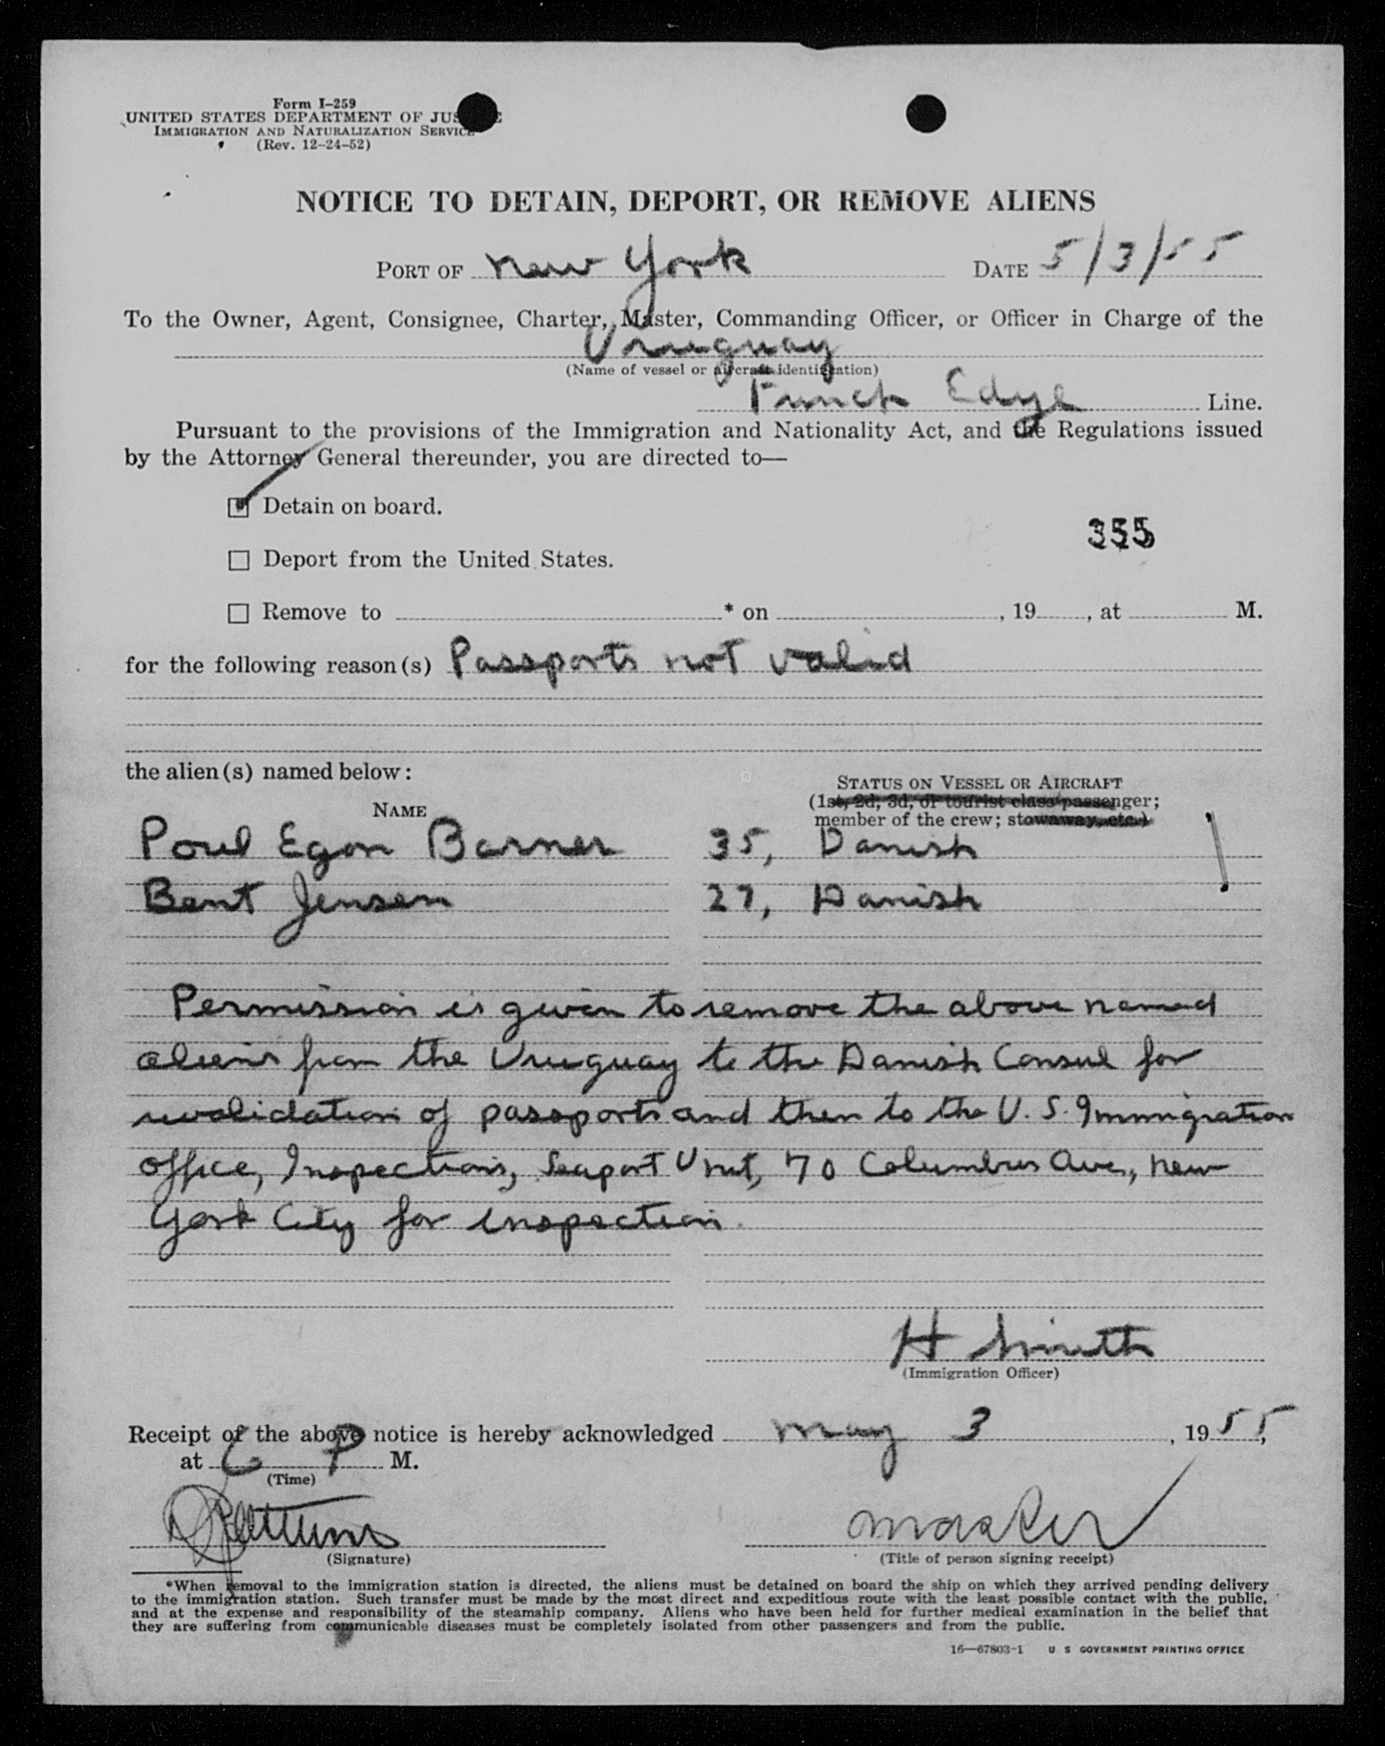 Form I-259
UNITED STATES DEPARTMENT OF JUS E
IMMIGRATION AND NATURALIZATION SERVICE
(Rev. 12-24-52)
NOTICE TO DETAIN, DEPORT, OR REMOVE ALIENS
PORT OF New York DATE 5/3/55
To the Owner, Agent, Consignee, Charter, Master, Commanding Officer, or Officer in Charge of the
Uruguay
(Name of vessel or aircraft identification)
Funch Edye Line.
Pursuant to the provisions of the Immigration and Nationality Act, and the Regulations issued
by the Attorney General thereunder, you are directed to—
Detain on board.
355
Deport from the United States.
Remove to * on , 19 , at M.
for the following reason(s) Passports not valid
the alien(s) named below:
STATUS ON VESSEL OR AIRCRAFT
NAME (1st, 2d, 3d, or tourist class passenger;
member of the crew; stowaway, etc.)
Poul Egon Barner 35, Danish
Bent Jensen 27, Danish
Permission is given to remove the above named
aliens from the Uruguay to the Danish Consul for
revalidation of passports and then to the U. S. Immigration
office, Inspections, Seaport Unit, 70 Columbus Ave., New
York City for inspection.
H Smith
(Immigration Officer)
Receipt of the above notice is hereby acknowledged May 3, 1955,
at 6 P M.
(Time)
Master
(Signature) (Title of person signing receipt)
*When removal to the immigration station is directed, the aliens must be detained on board the ship on which they arrived pending delivery
to the immigration station. Such transfer must be made by the most direct and expeditious route with the least possible contact with the public,
and at the expense and responsibility of the steamship company. Aliens who have been held for further medical examination in the belief that
they are suffering from communicable diseases must be completely isolated from other passengers and from the public.
16—67803-1 U S GOVERNMENT PRINTING OFFICE